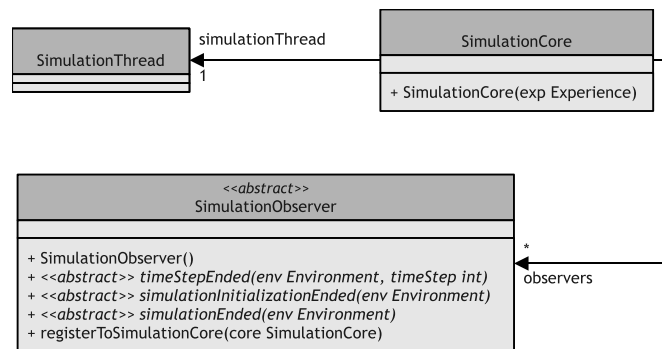 simulationThread
SimulationThread
1
SimulationCore
+ SimulationCore(exp Experience)
<<abstract>>
SimulationObserver
+ SimulationObserver()
+ <<abstract>> timeStepEnded(env Environment, timeStep int)
+ <<abstract>> simulationInitializationEnded(env Environment)
+ <<abstract>> simulationEnded(env Environment)
+ registerToSimulationCore(core SimulationCore)
*
observers